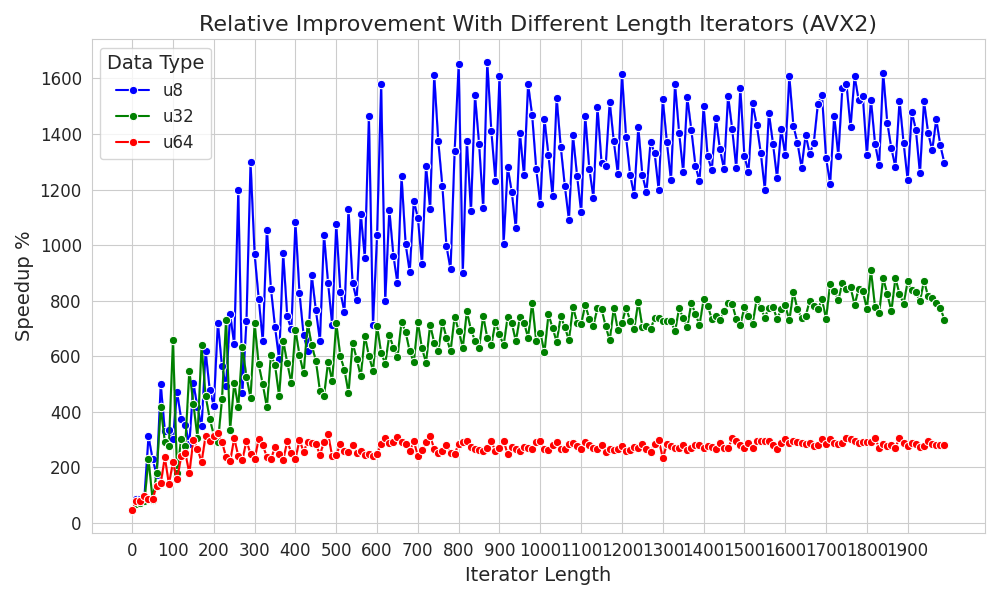 Relative Improvement With Different Length Iterators (AVX2)
Data Type
u8
u32
u64
Speedup %
1600
1400
1200
1000
800
600
400
200
0
0 100 200 300 400 500 600 700 800 900 1000 1100 1200 1300 1400 1500 1600 1700 1800 1900
Iterator Length